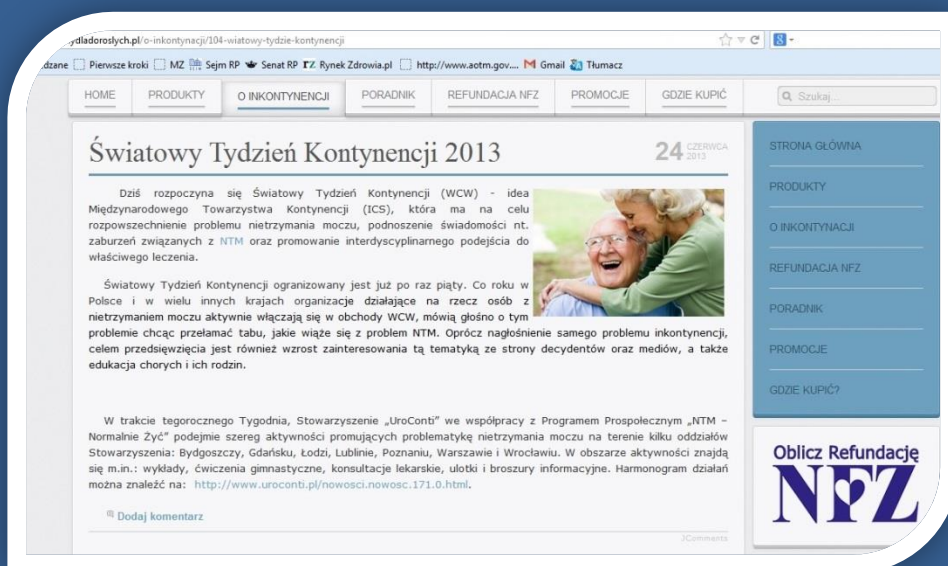 ydladoroslych.pl/o-inkontynacji/104-wiatowy-tydzie-kontynencji
dzane Pierwsze kroki MZ Sejm RP Senat RP Rynek Zdrowia.pl http://www.aotm.gov.... Gmail Tłumacz
HOME PRODUKTY O INKONTYNENCJI PORADNIK REFUNDACJA NFZ PROMOCJE GDZIE KUPIĆ Szukaj...
Światowy Tydzień Kontynencji 2013
24 CZERWCA
2013
Dziś rozpoczyna się Światowy Tydzień Kontynencji (WCW) - idea
Międzynarodowego Towarzystwa Kontynencji (ICS), która ma na celu
rozpowszechnienie problemu nietrzymania moczu, podnoszenie świadomości nt.
zaburzeń związanych z NTM oraz promowanie interdyscyplinarnego podejścia do
właściwego leczenia.
Światowy Tydzień Kontynencji ogranizowany jest już po raz piąty. Co roku w
Polsce i w wielu innych krajach organizacje działające na rzecz osób z
nietrzymaniem moczu aktywnie włączają się w obchody WCW, mówią głośno o tym
problemie chcąc przełamać tabu, jakie wiąże się z problem NTM. Oprócz nagłośnienie samego problemu inkontynencji,
celem przedsięwzięcia jest również wzrost zainteresowania tą tematyką ze strony decydentów oraz mediów, a także
edukacja chorych i ich rodzin.
W trakcie tegorocznego Tygodnia, Stowarzyszenie „UroConti” we współpracy z Programem Prospołecznym „NTM –
Normalnie Żyć” podejmie szereg aktywności promujących problematykę nietrzymania moczu na terenie kilku oddziałów
Stowarzyszenia: Bydgoszczy, Gdańsku, Łodzi, Lublinie, Poznaniu, Warszawie i Wrocławiu. W obszarze aktywności znajdą
się m.in.: wykłady, ćwiczenia gimnastyczne, konsultacje lekarskie, ulotki i broszury informacyjne. Harmonogram działań
można znaleźć na: http://www.uroconti.pl/nowosci.nowosc.171.0.html.
Dodaj komentarz
JComments
STRONA GŁÓWNA
PRODUKTY
O INKONTYNACJI
REFUNDACJA NFZ
PORADNIK
PROMOCJE
GDZIE KUPIĆ?
Oblicz Refundację
NFZ